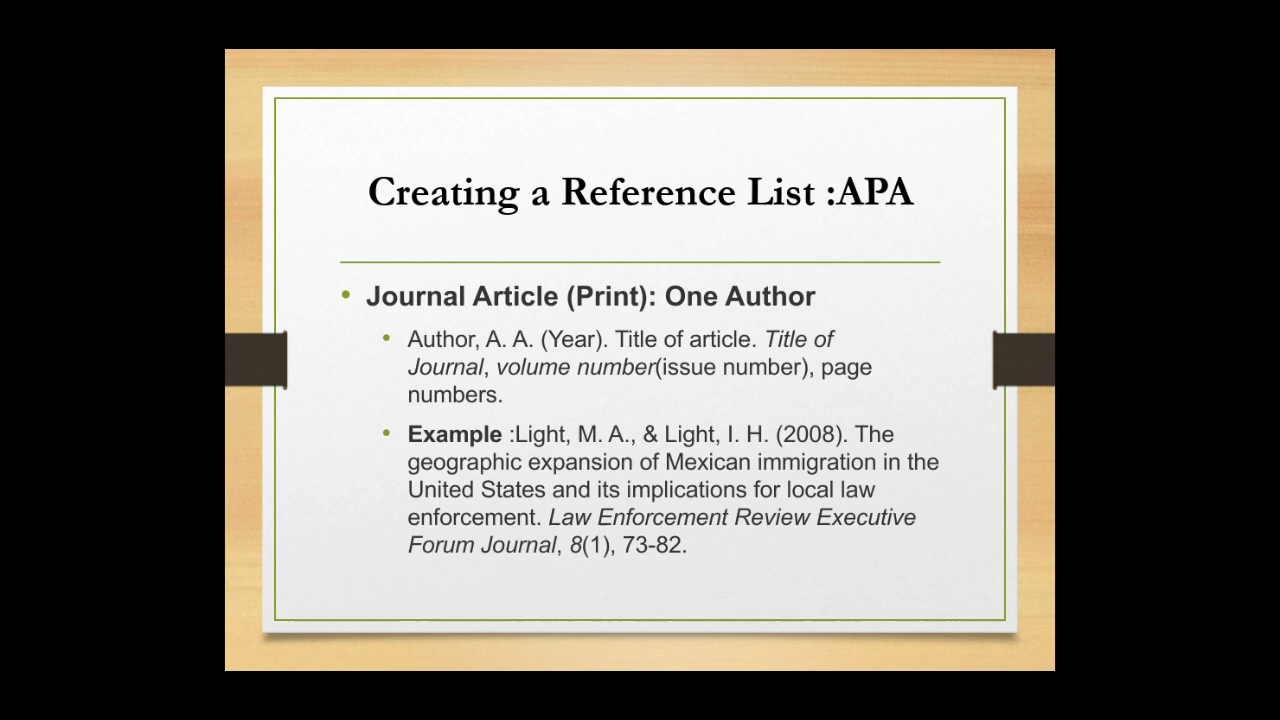 Creating a Reference List :APA
• Journal Article (Print): One Author
• Author, A. A. (Year). Title of article. Title of
Journal, volume number(issue number), page
numbers.
• Example :Light, M. A., & Light, I. H. (2008). The
geographic expansion of Mexican immigration in the
United States and its implications for local law
enforcement. Law Enforcement Review Executive
Forum Journal, 8(1), 73-82.